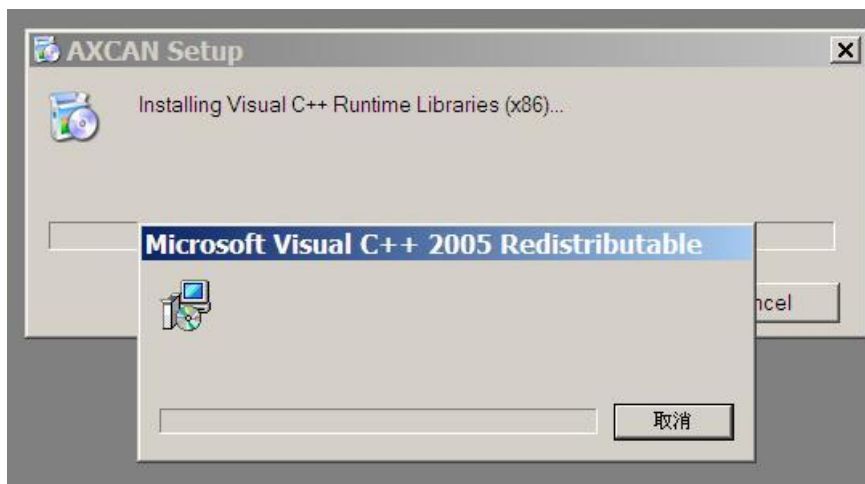 AXCAN Setup
Installing Visual C++ Runtime Libraries (x86)...
Microsoft Visual C++ 2005 Redistributable
取消